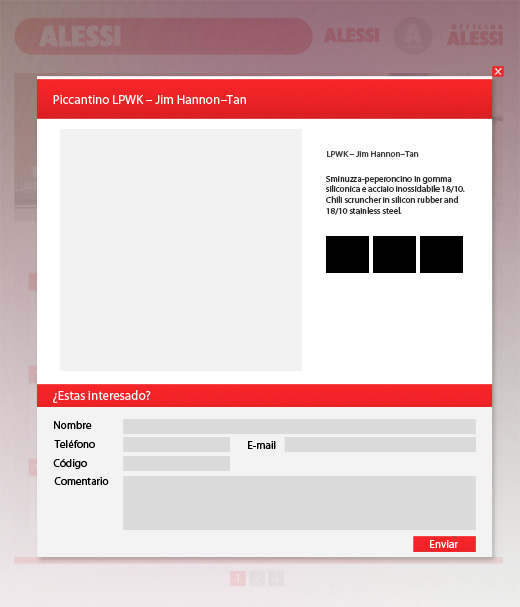 ALESSI
ALESSI
A
OFFICINA
ALESSI
X
Piccantino LPWK – Jim Hannon–Tan
LPWK – Jim Hannon–Tan
Sminuzza-peperoncino in gomma
siliconica e acciaio inossidabile 18/10.
Chili scruncher in silicon rubber and
18/10 stainless steel.
¿Estas interesado?
Nombre
Teléfono
E-mail
Código
Comentario
Enviar
1 2 3